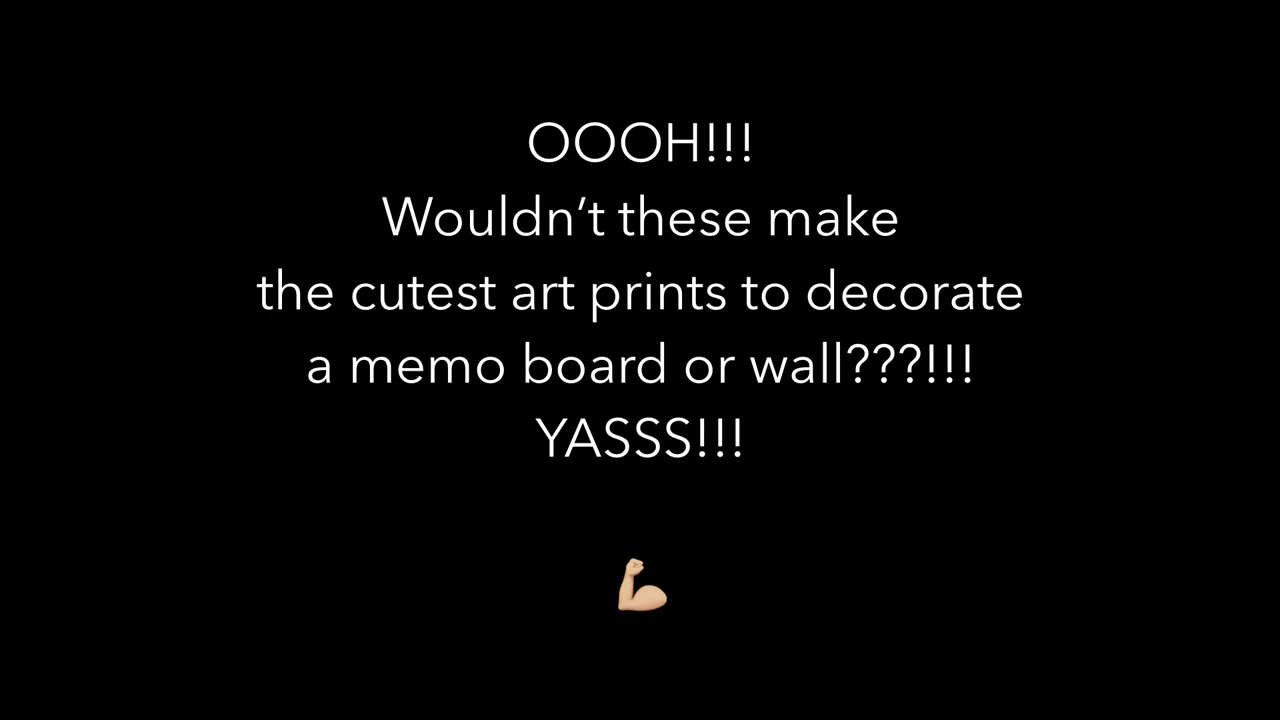 OOOH!!!
Wouldn’t these make
the cutest art prints to decorate
a memo board or wall???!!!
YASSS!!!
💪🏼